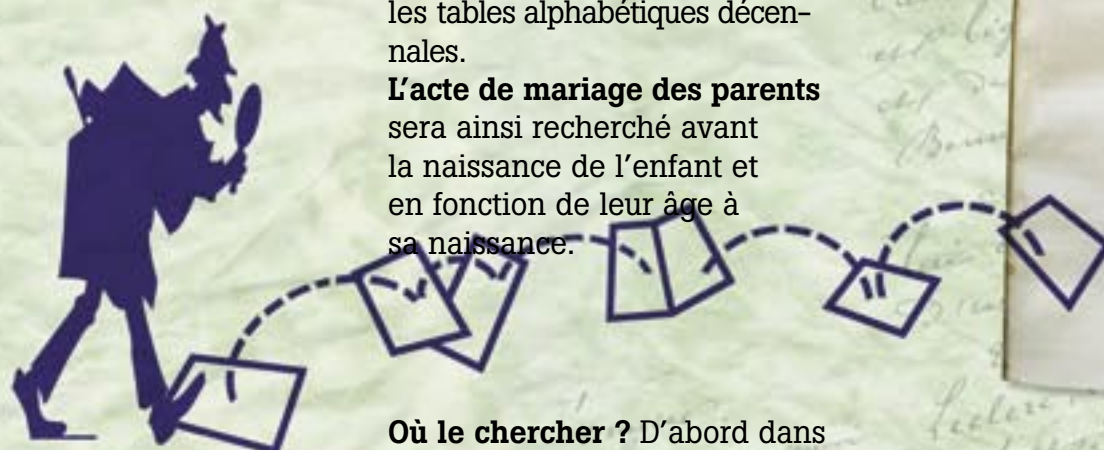 les tables alphabétiques décen-
nales.
L'acte de mariage des parents
sera ainsi recherché avant
la naissance de l'enfant et
en fonction de leur âge à
sa naissance.
Où le chercher ? D'abord dans